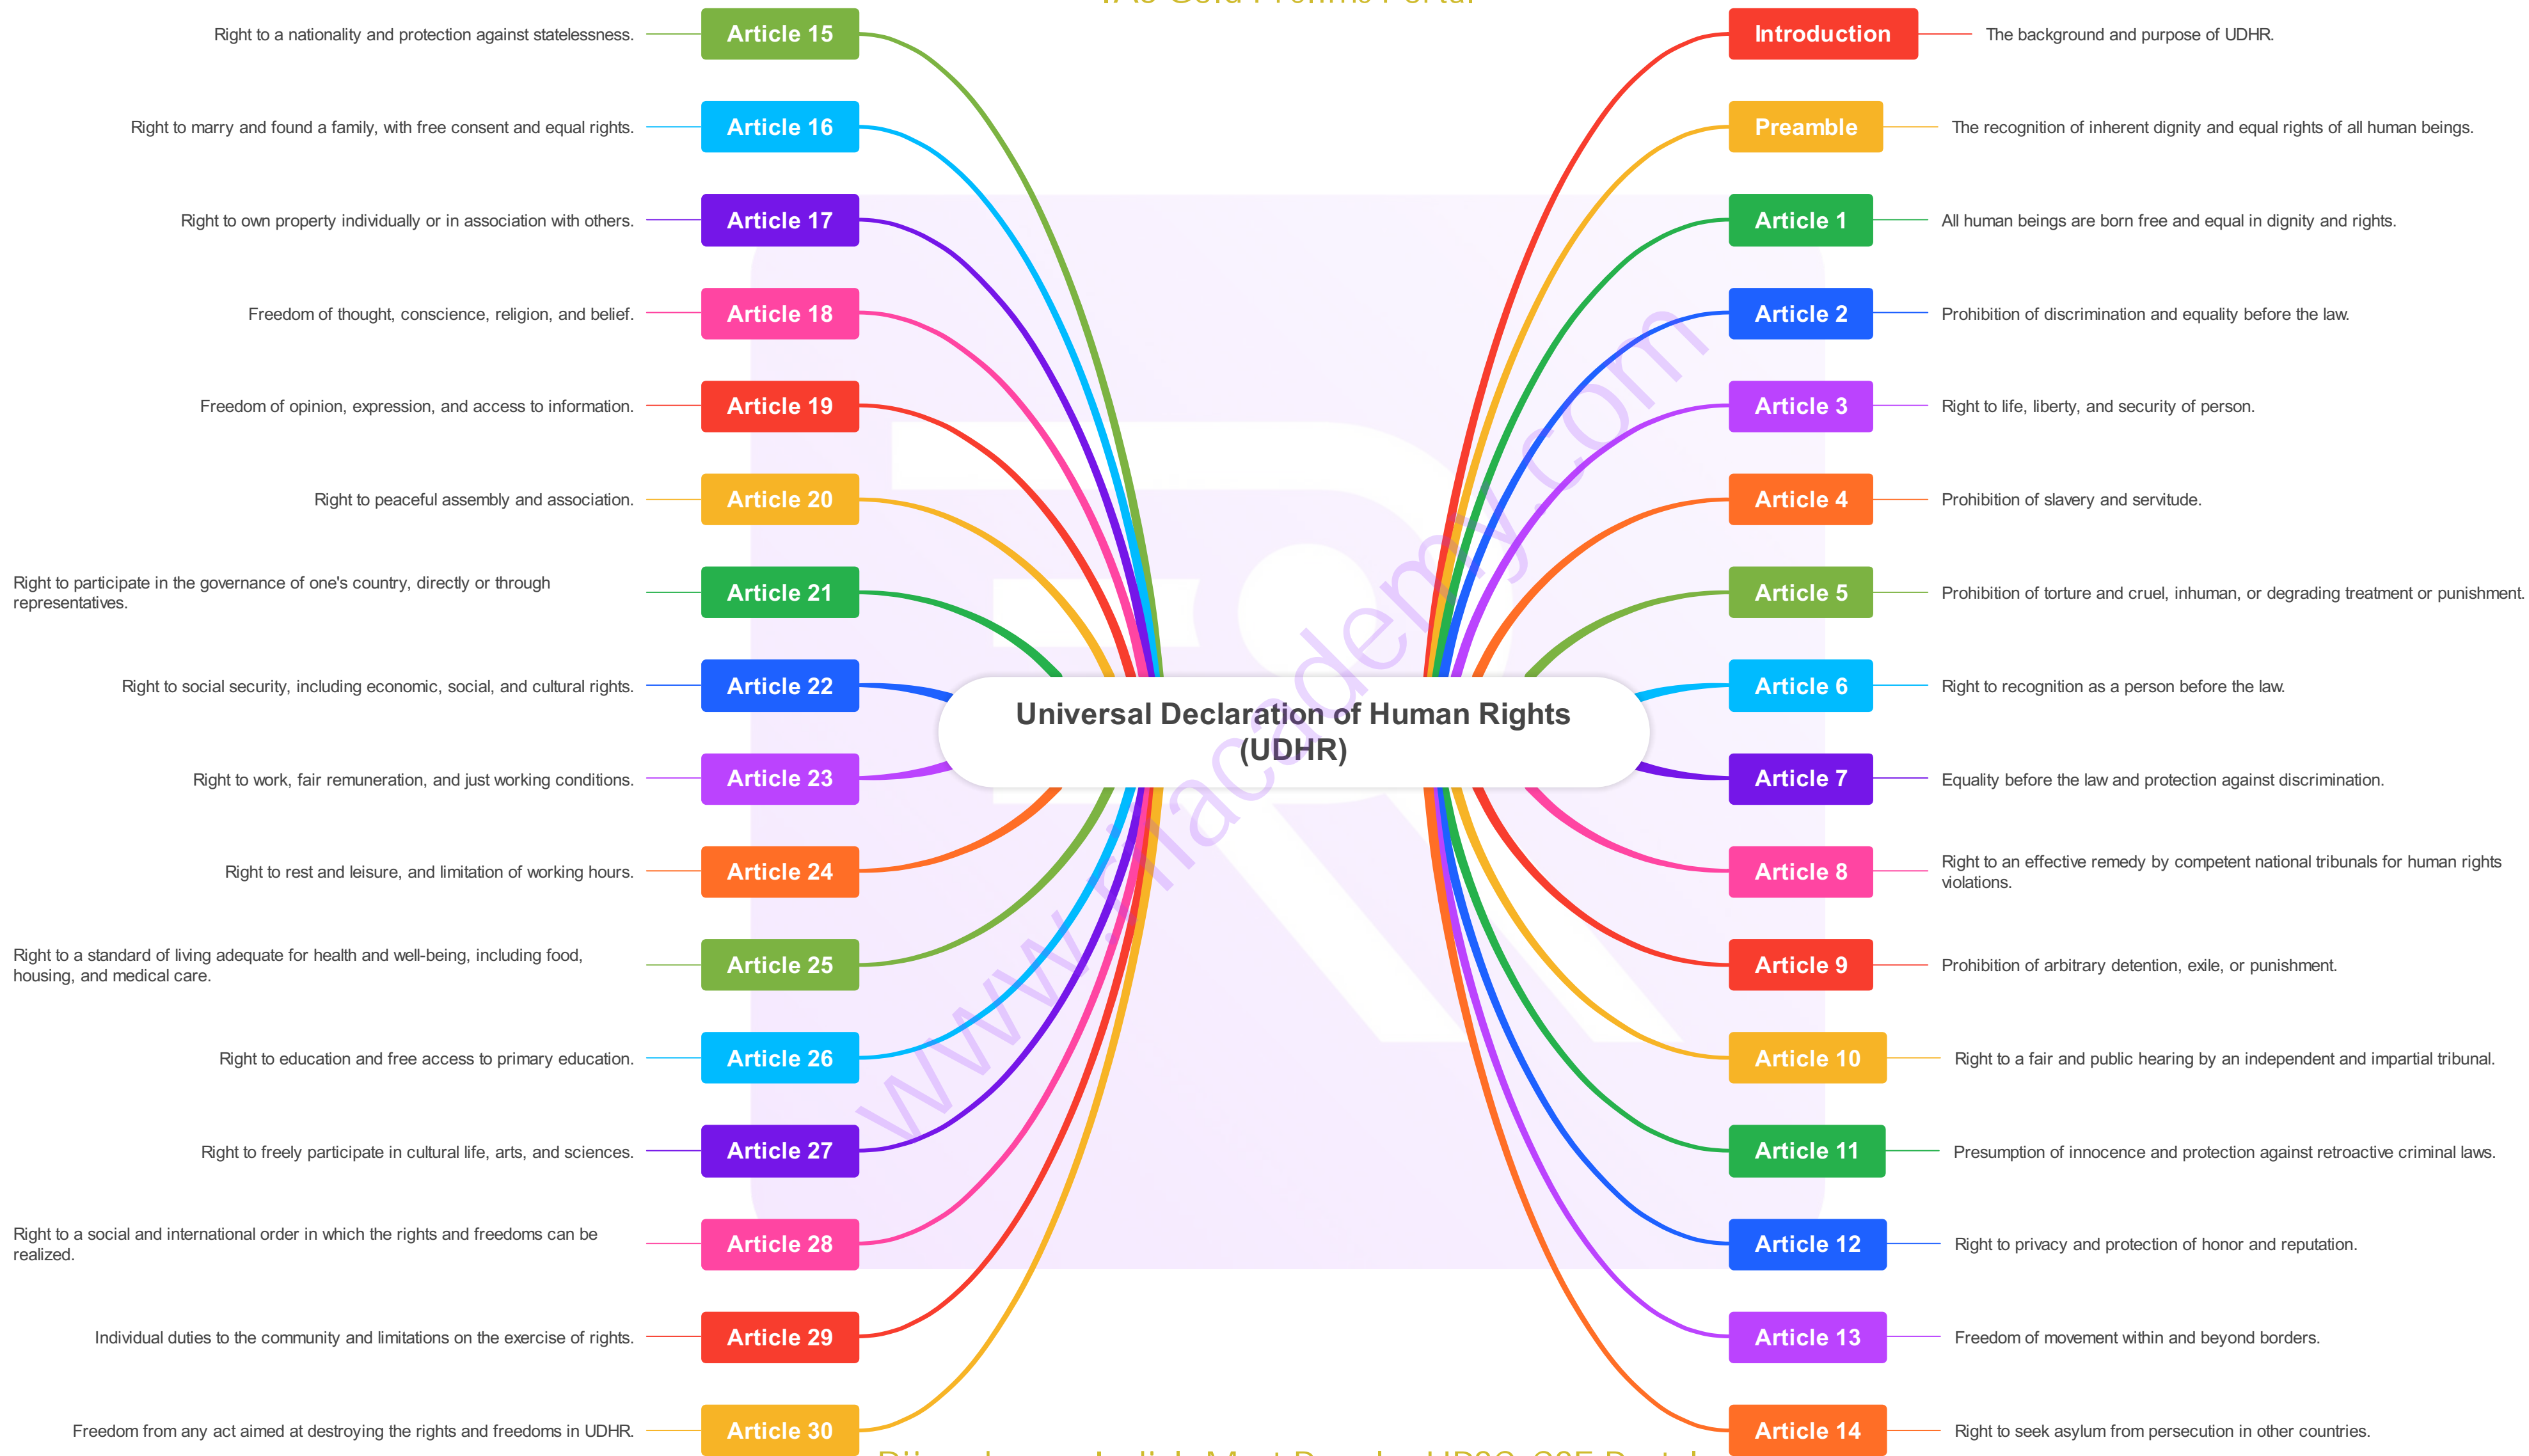 Universal Declaration of Human Rights
(UDHR)
Introduction
The background and purpose of UDHR.
Preamble
The recognition of inherent dignity and equal rights of all human beings.
Article 1
All human beings are born free and equal in dignity and rights.
Article 2
Prohibition of discrimination and equality before the law.
Article 3
Right to life, liberty, and security of person.
Article 4
Prohibition of slavery and servitude.
Article 5
Prohibition of torture and cruel, inhuman, or degrading treatment or punishment.
Article 6
Right to recognition as a person before the law.
Article 7
Equality before the law and protection against discrimination.
Article 8
Right to an effective remedy by competent national tribunals for human rights
violations.
Article 9
Prohibition of arbitrary detention, exile, or punishment.
Article 10
Right to a fair and public hearing by an independent and impartial tribunal.
Article 11
Presumption of innocence and protection against retroactive criminal laws.
Article 12
Right to privacy and protection of honor and reputation.
Article 13
Freedom of movement within and beyond borders.
Article 14
Right to seek asylum from persecution in other countries.
Article 15
Right to a nationality and protection against statelessness.
Article 16
Right to marry and found a family, with free consent and equal rights.
Article 17
Right to own property individually or in association with others.
Article 18
Freedom of thought, conscience, religion, and belief.
Article 19
Freedom of opinion, expression, and access to information.
Article 20
Right to peaceful assembly and association.
Article 21
Right to participate in the governance of one's country, directly or through
representatives.
Article 22
Right to social security, including economic, social, and cultural rights.
Article 23
Right to work, fair remuneration, and just working conditions.
Article 24
Right to rest and leisure, and limitation of working hours.
Article 25
Right to a standard of living adequate for health and well-being, including food,
housing, and medical care.
Article 26
Right to education and free access to primary education.
Article 27
Right to freely participate in cultural life, arts, and sciences.
Article 28
Right to a social and international order in which the rights and freedoms can be
realized.
Article 29
Individual duties to the community and limitations on the exercise of rights.
Article 30
Freedom from any act aimed at destroying the rights and freedoms in UDHR.